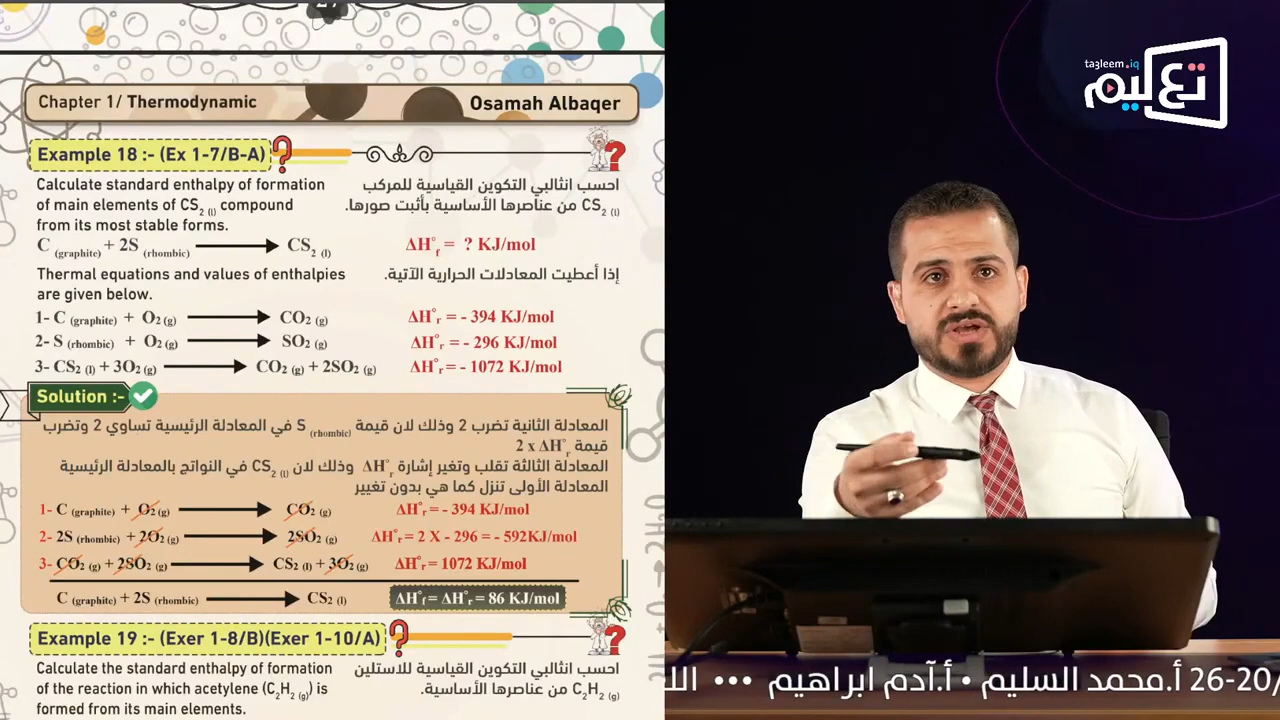 Chapter 1/ Thermodynamic
Osamah Albaqer
Example 18 :- (Ex 1-7/B-A)
Calculate standard enthalpy of formation
of main elements of CS2 (l) compound
from its most stable forms.
احسب انثالبي التكوين القياسية للمركب
CS2 (l) من عناصرها الأساسية بأثبت صورها.
C (graphite) + 2S (rhombic) ⟶ CS2 (l) ΔH°f = ? KJ/mol
Thermal equations and values of enthalpies
are given below.
إذا أعطيت المعادلات الحرارية الآتية.
1- C (graphite) + O2 (g) ⟶ CO2 (g) ΔH°r = - 394 KJ/mol
2- S (rhombic) + O2 (g) ⟶ SO2 (g) ΔH°r = - 296 KJ/mol
3- CS2 (l) + 3O2 (g) ⟶ CO2 (g) + 2SO2 (g) ΔH°r = - 1072 KJ/mol
Solution :-
المعادلة الثانية تضرب 2 وذلك لان قيمة S (rhombic) في المعادلة الرئيسية تساوي 2 وتضرب
قيمة 2 x ΔH°r
المعادلة الثالثة تقلب وتغير إشارة ΔH°r وذلك لان CS2 (l) في النواتج بالمعادلة الرئيسية
المعادلة الأولى تنزل كما هي بدون تغيير
1- C (graphite) + O2 (g) ⟶ CO2 (g) ΔH°r = - 394 KJ/mol
2- 2S (rhombic) + 2O2 (g) ⟶ 2SO2 (g) ΔH°r = 2 X - 296 = - 592KJ/mol
3- CO2 (g) + 2SO2 (g) ⟶ CS2 (l) + 3O2 (g) ΔH°r = 1072 KJ/mol
C (graphite) + 2S (rhombic) ⟶ CS2 (l) ΔH°f = ΔH°r = 86 KJ/mol
Example 19 :- (Exer 1-8/B)(Exer 1-10/A)
Calculate the standard enthalpy of formation
of the reaction in which acetylene (C2H2 (g)) is
formed from its main elements.
احسب انثالبي التكوين القياسية للاستلين
C2H2 (g) من عناصرها الأساسية.
ta3leem.iq
تعليم
26-20/ أ.محمد السليم • أ.آدم ابراهيم ••• الل